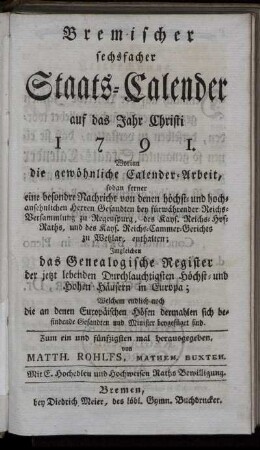 Bremischer
sechsfacher
Staats-Calender
auf das Jahr Christi
1791.
Worinn
die gewöhnliche Calender-Arbeit,
sodan ferner
eine besondre Nachricht von denen höchst- und hoch-
ansehnlichen Herren Gesandten bey fürwährender Reichs-
Versammlung zu Regenspurg, des Kays. Reichs-Hof-
Raths, und des Kays. Reichs-Cammer-Gerichts
zu Wetzlar, enthalten;
Imgleichen
das Genealogische Register
der jetzt lebenden Durchlauchtigsten Höchst- und
Hohen Häusern in Europa;
Welchem endlich noch
die an denen Europäischen Höfen dermahlen sich be-
findende Gesandten und Minister beygefüget sind.
Zum ein und fünfzigsten mal herausgegeben,
von
MATTH. ROHLFS, MATHEM. BUXTEH.
Mit E. Hochedlen und Hochweisen Raths Bewilligung.
Bremen,
bey Diedrich Meier, des löbl. Gymn. Buchdrucker.